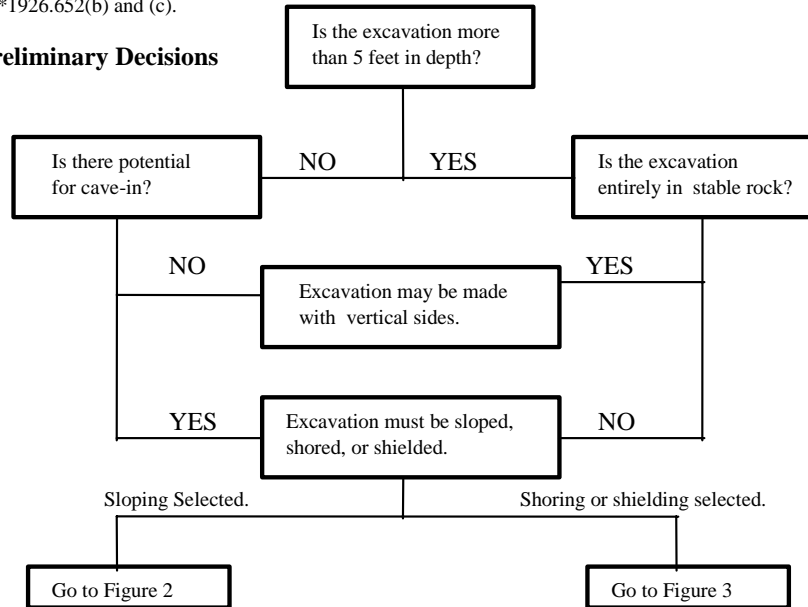 *1926.652(b) and (c).
reliminary Decisions
Is the excavation more
than 5 feet in depth?
Is there potential
for cave-in?
NO
YES
Is the excavation
entirely in stable rock?
NO
YES
Excavation may be made
with vertical sides.
YES
NO
Excavation must be sloped,
shored, or shielded.
Sloping Selected.
Shoring or shielding selected.
Go to Figure 2
Go to Figure 3